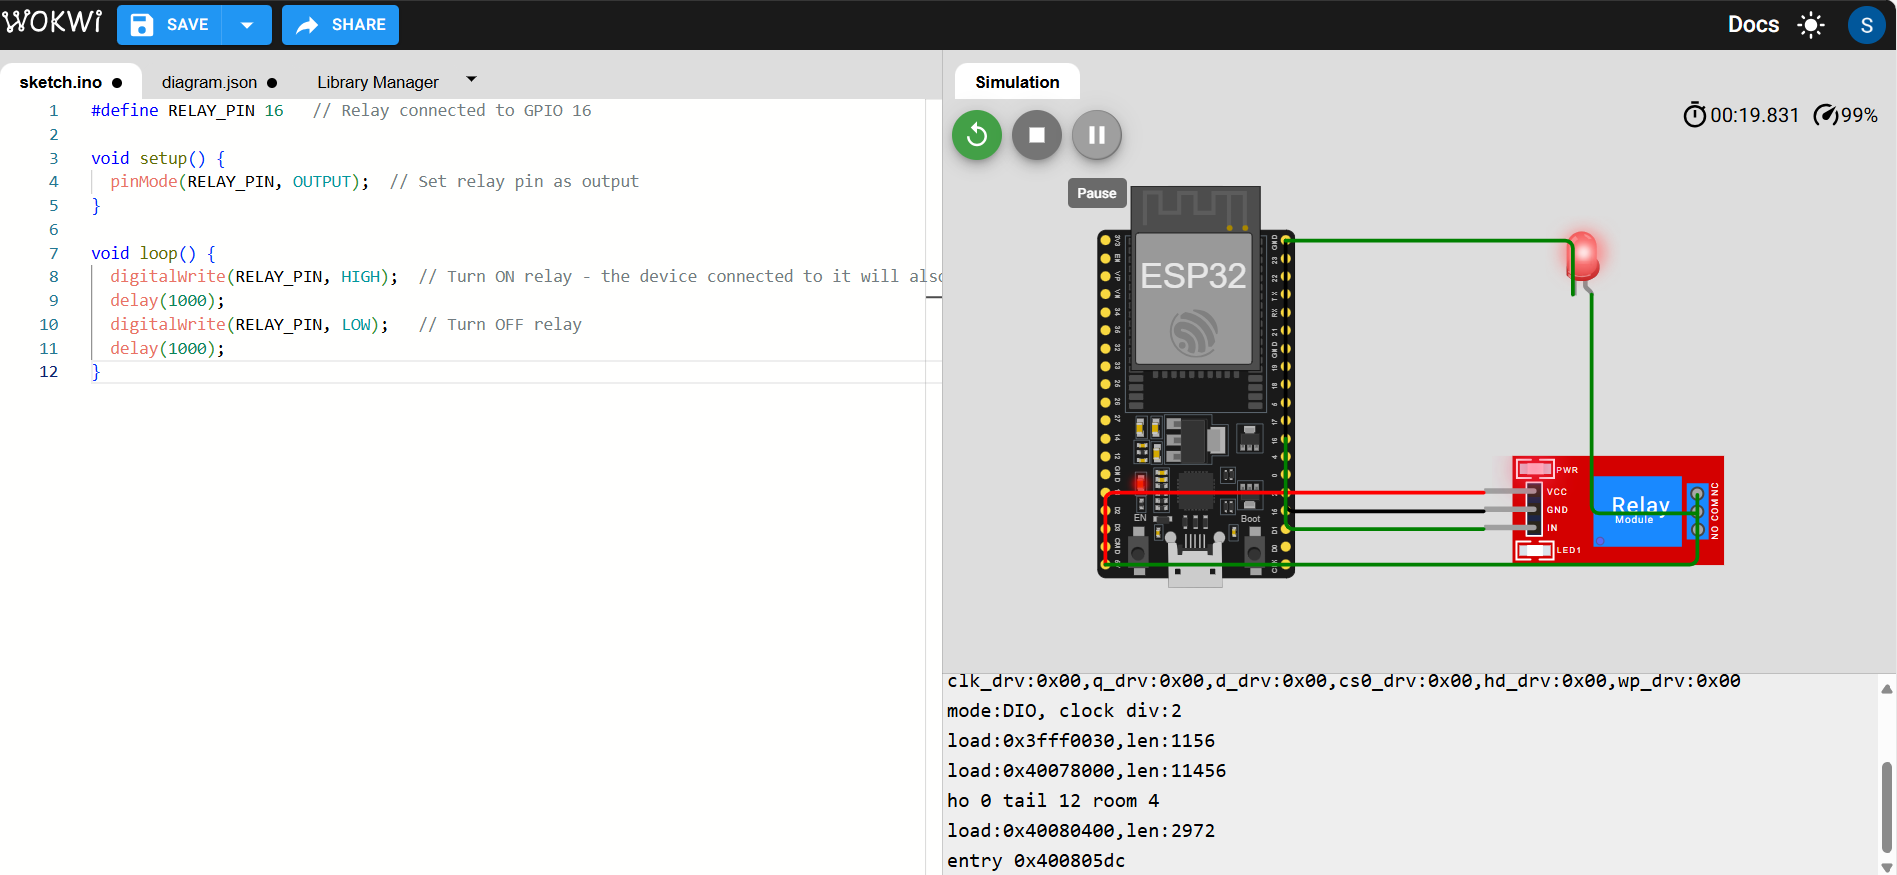 WOKWi SAVE SHARE Docs S
sketch.ino diagram.json Library Manager
Simulation
00:19.831 99%
1 #define RELAY_PIN 16 // Relay connected to GPIO 16
2
3 void setup() {
4 pinMode(RELAY_PIN, OUTPUT); // Set relay pin as output
5 }
6
7 void loop() {
8 digitalWrite(RELAY_PIN, HIGH); // Turn ON relay - the device connected to it will also
9 delay(1000);
10 digitalWrite(RELAY_PIN, LOW); // Turn OFF relay
11 delay(1000);
12 }
Pause
ESP32
EN
Boot
PWR
VCC
GND
IN
LED1
Relay
Module
NO COM NC
clk_drv:0x00,q_drv:0x00,d_drv:0x00,cs0_drv:0x00,hd_drv:0x00,wp_drv:0x00
mode:DIO, clock div:2
load:0x3fff0030,len:1156
load:0x40078000,len:11456
ho 0 tail 12 room 4
load:0x40080400,len:2972
entry 0x400805dc